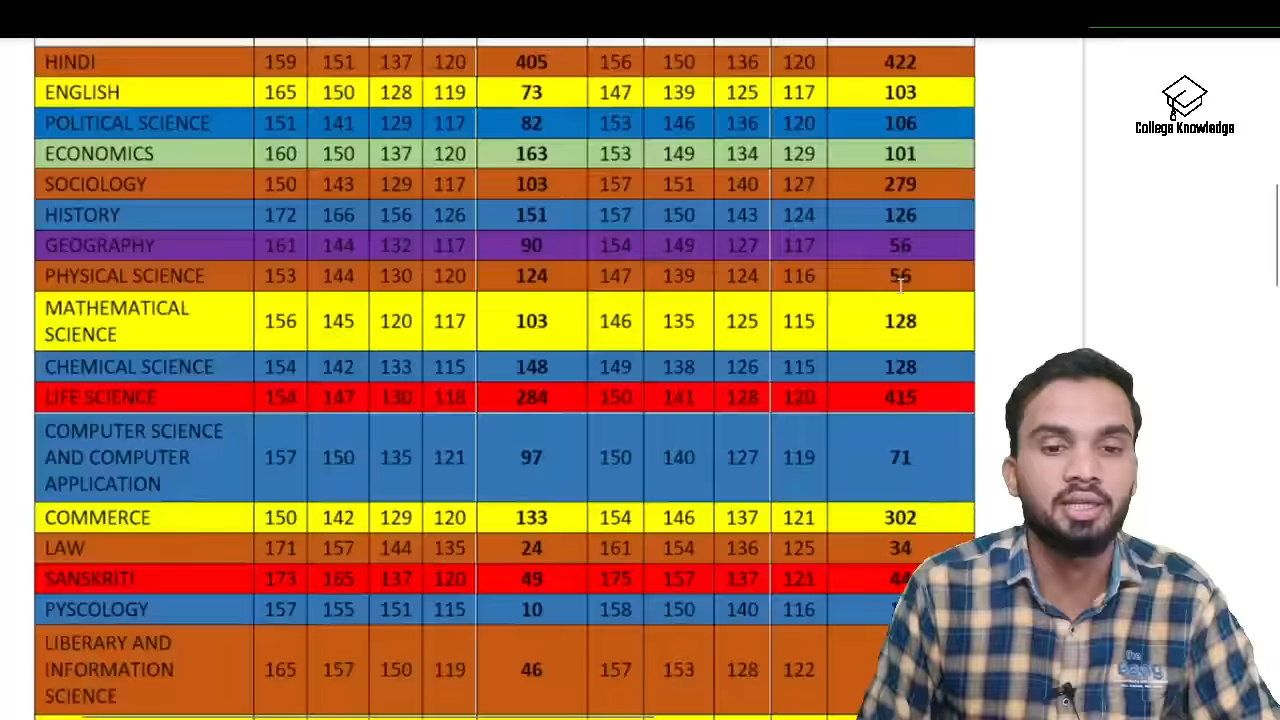 HINDI 159 151 137 120 405 156 150 136 120 422
ENGLISH 165 150 128 119 73 147 139 125 117 103
POLITICAL SCIENCE 151 141 129 117 82 153 146 136 120 106
ECONOMICS 160 150 137 120 163 153 149 134 129 101
SOCIOLOGY 150 143 129 117 103 157 151 140 127 279
HISTORY 172 166 156 126 151 157 150 143 124 126
GEOGRAPHY 161 144 132 117 90 154 149 127 117 56
PHYSICAL SCIENCE 153 144 130 120 124 147 139 124 116 56
MATHEMATICAL
SCIENCE 156 145 120 117 103 146 135 125 115 128
CHEMICAL SCIENCE 154 142 133 115 148 149 138 126 115 128
LIFE SCIENCE 154 147 130 118 284 150 141 128 120 415
COMPUTER SCIENCE
AND COMPUTER 157 150 135 121 97 150 140 127 119 71
APPLICATION
COMMERCE 150 142 129 120 133 154 146 137 121 302
LAW 171 157 144 135 24 161 154 136 125 34
SANSKRITI 173 165 137 120 49 175 157 137 121 44
PYSCOLOGY 157 155 151 115 10 158 150 140 116
LIBERARY AND
INFORMATION 165 157 150 119 46 157 153 128 122
SCIENCE
College Knowledge
the